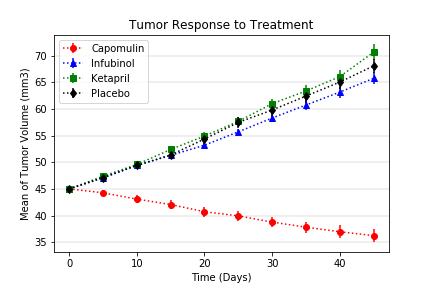 Tumor Response to Treatment
Capomulin
Infubinol
Ketapril
Placebo
Mean of Tumor Volume (mm3)
70
65
60
55
50
45
40
35
0 10 20 30 40
Time (Days)